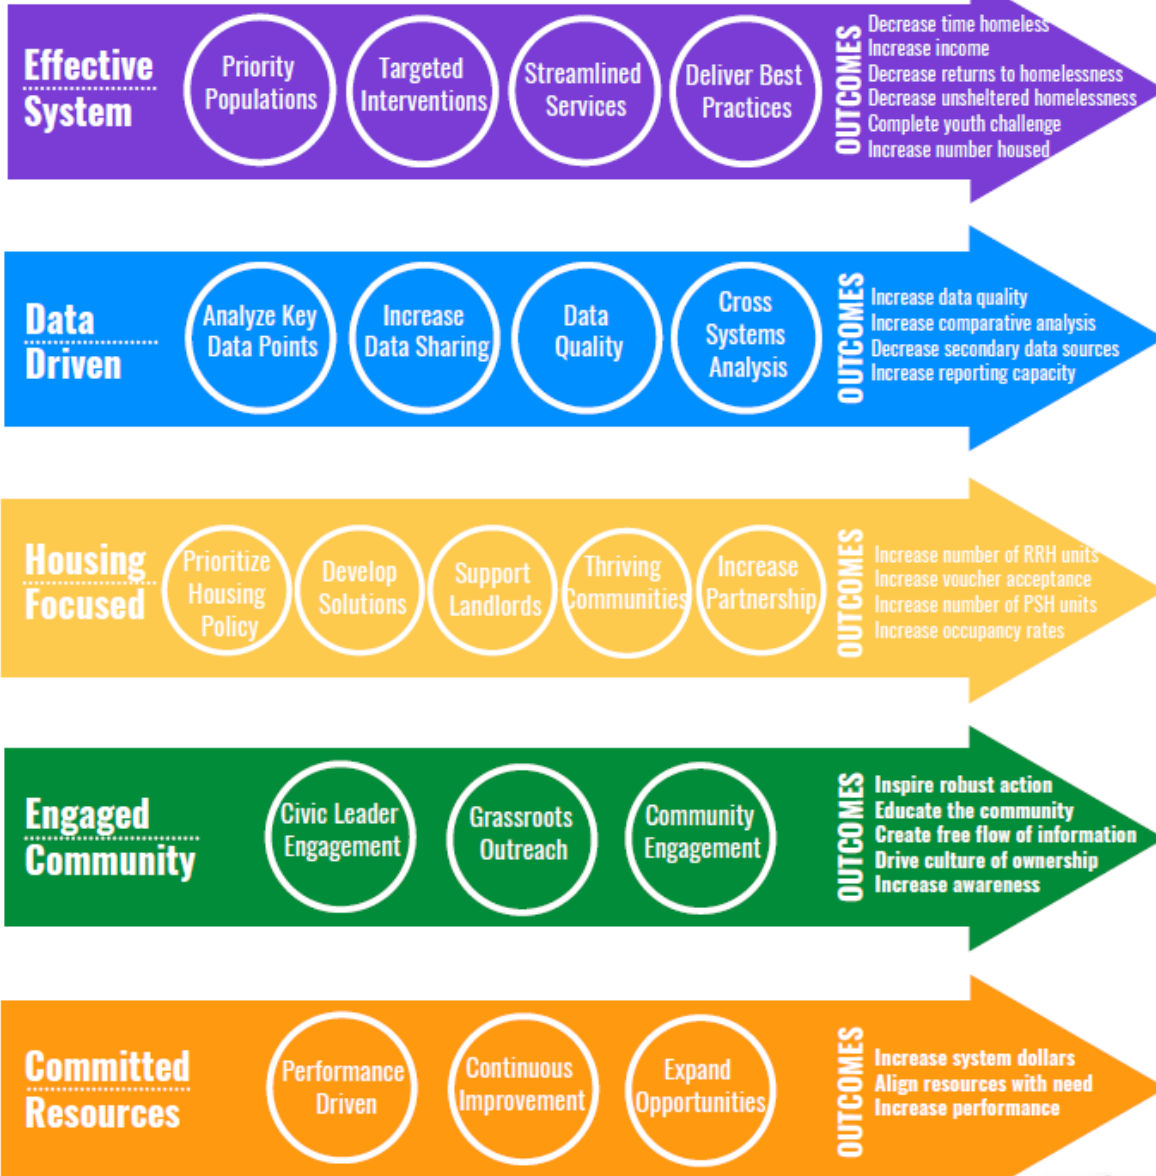 Effective
System
Priority
Populations
Targeted
Interventions
Streamlined
Services
Deliver Best
Practices
OUTCOMES
Decrease time homeless
Increase income
Decrease returns to homelessness
Decrease unsheltered homelessness
Complete youth challenge
Increase number housed
Data
Driven
Analyze Key
Data Points
Increase
Data Sharing
Data
Quality
Cross
Systems
Analysis
OUTCOMES
Increase data quality
Increase comparative analysis
Decrease secondary data sources
Increase reporting capacity
Housing
Focused
Prioritize
Housing
Policy
Develop
Solutions
Support
Landlords
Thriving
Communities
Increase
Partnership
OUTCOMES
Increase number of RRH units
Increase voucher acceptance
Increase number of PSH units
Increase occupancy rates
Engaged
Community
Civic Leader
Engagement
Grassroots
Outreach
Community
Engagement
OUTCOMES
Inspire robust action
Educate the community
Create free flow of information
Drive culture of ownership
Increase awareness
Committed
Resources
Performance
Driven
Continuous
Improvement
Expand
Opportunities
OUTCOMES
Increase system dollars
Align resources with need
Increase performance